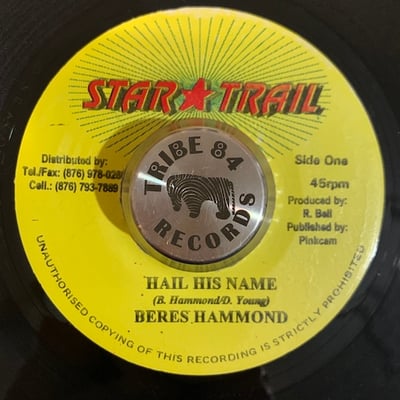 STAR TRAIL
Distributed by:
Tel./Fax: (876) 978-028
Cell.: (876) 793-7889
Side One
45rpm
Produced by:
R. Bell
Published by:
Pinkcam
TRIBE 84
RECORDS
HAIL HIS NAME
(B. Hammond/D. Young)
BERES HAMMOND
UNAUTHORISED COPYING OF THIS RECORDING IS STRICTLY PROHIBITED